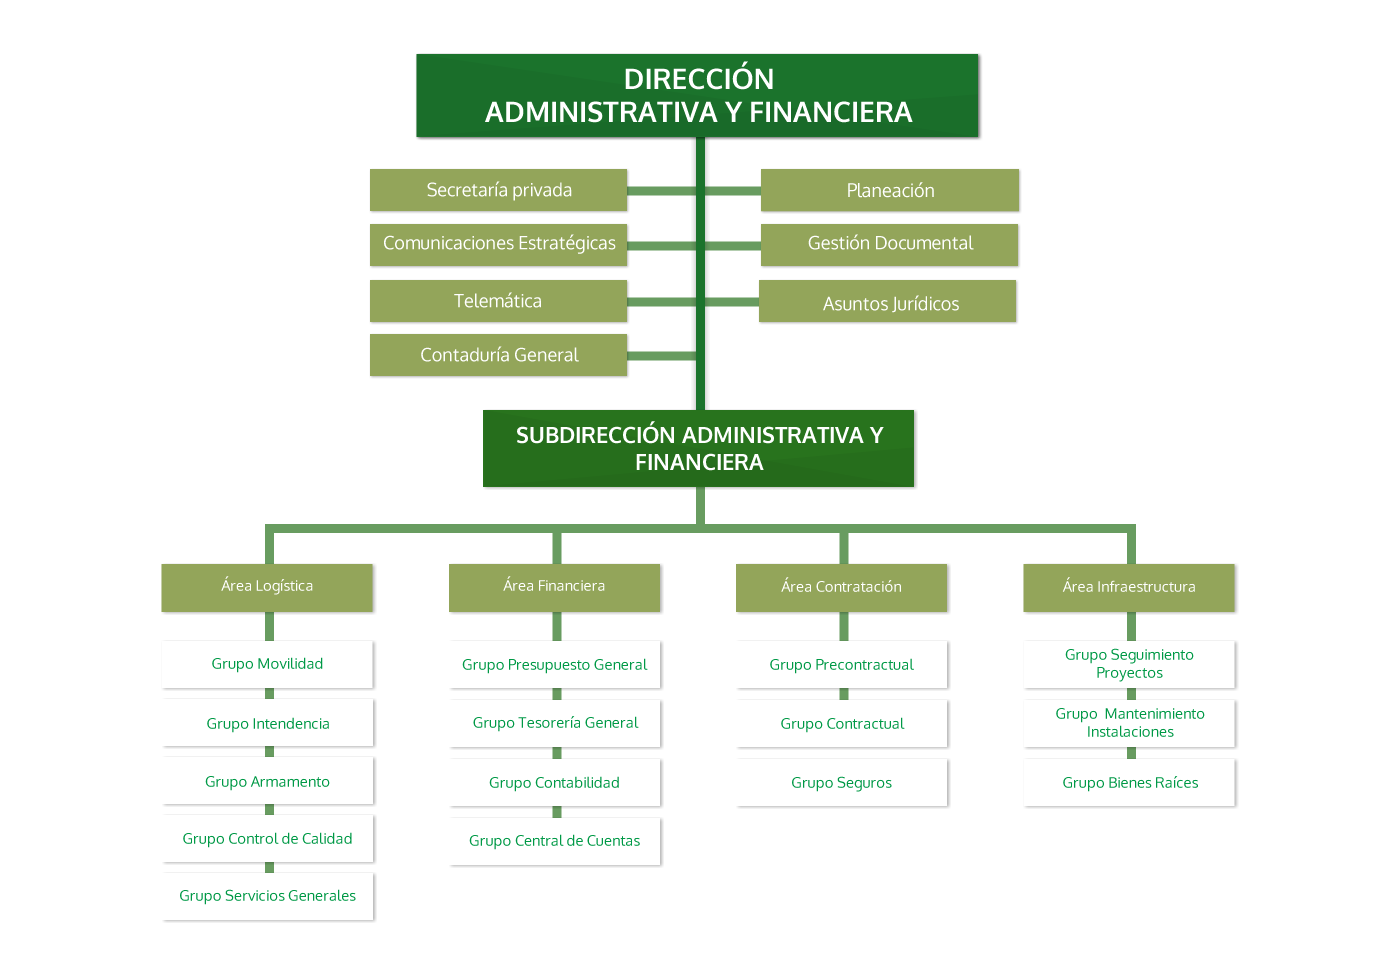 DIRECCIÓN
ADMINISTRATIVA Y FINANCIERA
Secretaría privada
Planeación
Comunicaciones Estratégicas
Gestión Documental
Telemática
Asuntos Jurídicos
Contaduría General
SUBDIRECCIÓN ADMINISTRATIVA Y
FINANCIERA
Área Logística
Grupo Movilidad
Grupo Intendencia
Grupo Armamento
Grupo Control de Calidad
Grupo Servicios Generales
Área Financiera
Grupo Presupuesto General
Grupo Tesorería General
Grupo Contabilidad
Grupo Central de Cuentas
Área Contratación
Grupo Precontractual
Grupo Contractual
Grupo Seguros
Área Infraestructura
Grupo Seguimiento
Proyectos
Grupo  Mantenimiento
Instalaciones
Grupo Bienes Raíces